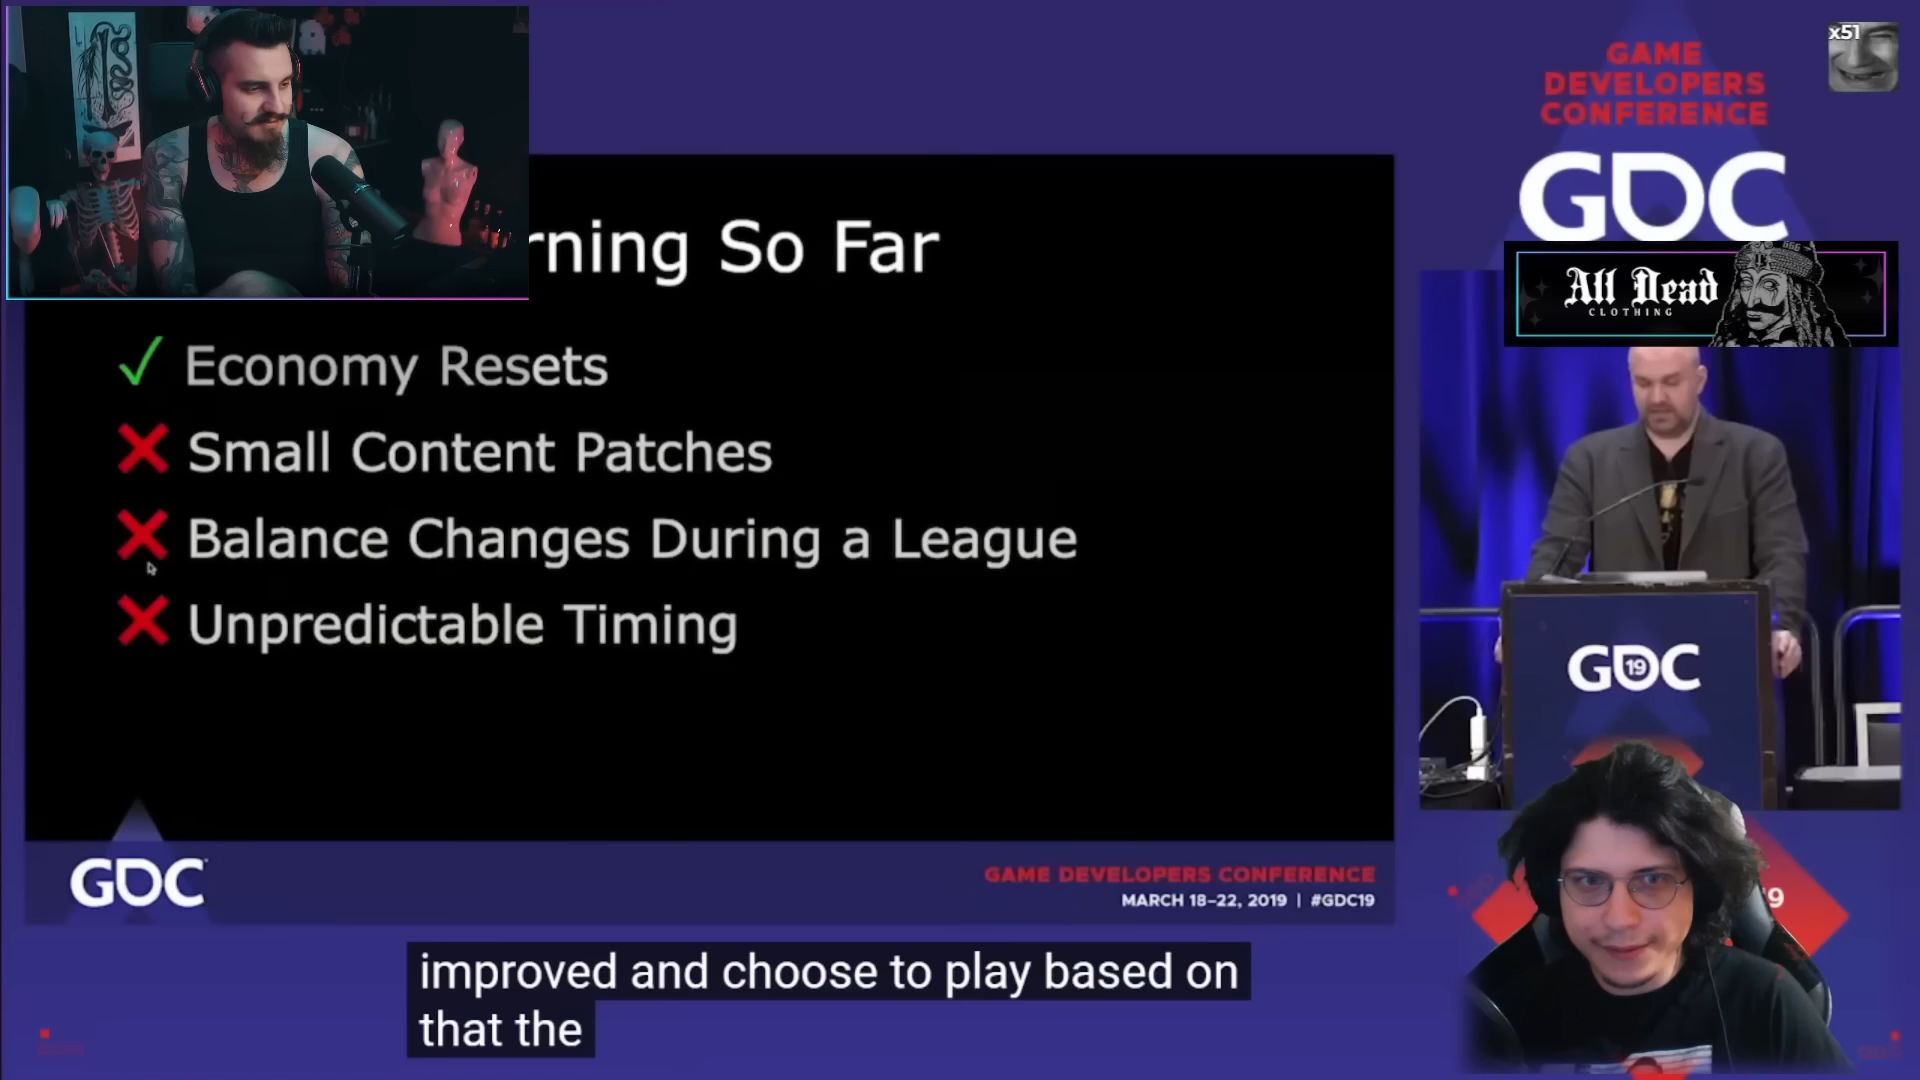 x51
GAME
DEVELOPERS
CONFERENCE
GDC
All Dead
CLOTHING
rning So Far
Economy Resets
Small Content Patches
Balance Changes During a League
Unpredictable Timing
GDC
19
GDC
GAME DEVELOPERS CONFERENCE
MARCH 18-22, 2019 | #GDC19
19
improved and choose to play based on
that the